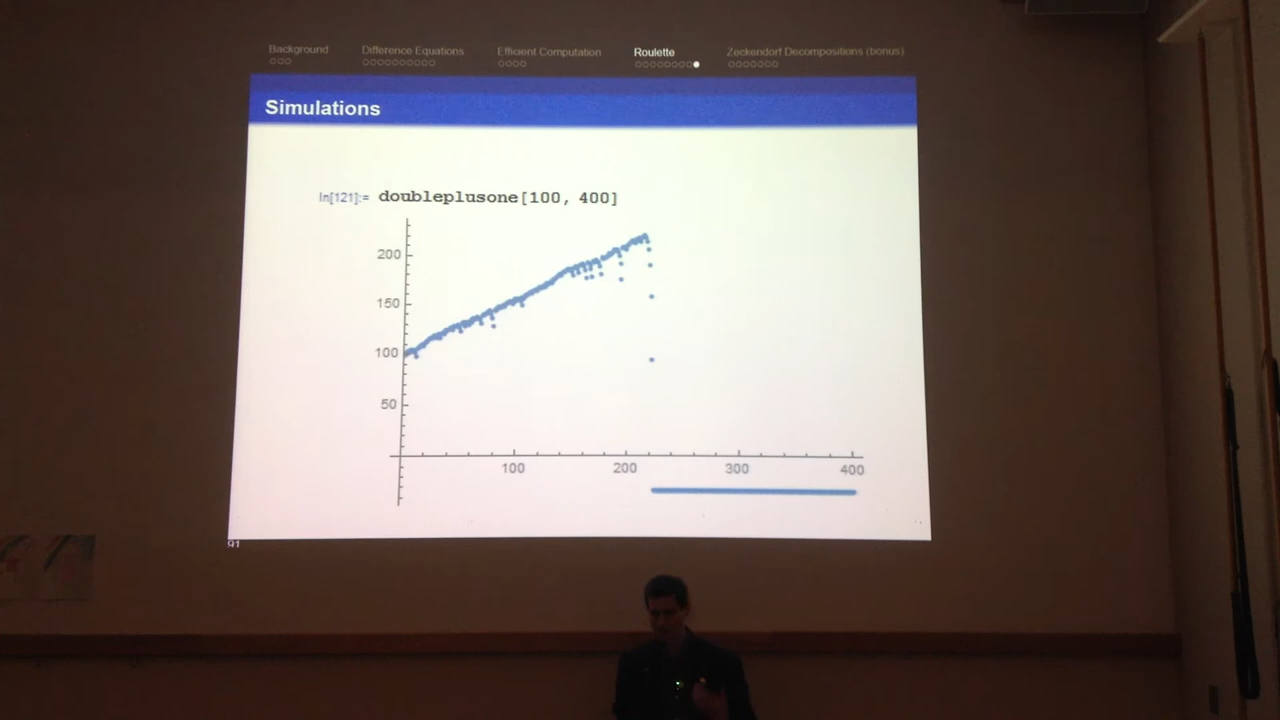 Background Difference Equations Efficient Computation Roulette Zeckendorf Decompositions (bonus)
Simulations
In[121]:= doubleplusone[100, 400]
200
150
100
50
100 200 300 400
91